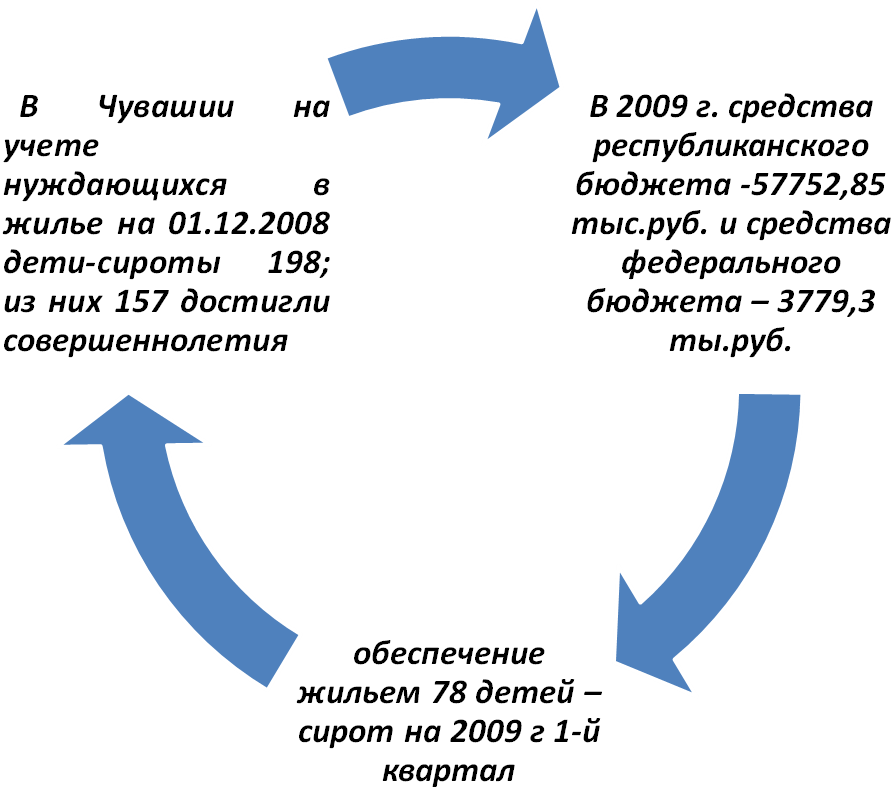 В Чувашии на
учете
нуждающихся в
жилье на 01.12.2008
дети-сироты 198;
из них 157 достигли
совершеннолетия
В 2009 г. средства
республиканского
бюджета -57752,85
тыс.руб. и средства
федерального
бюджета – 3779,3
ты.руб.
обеспечение
жильем 78 детей –
сирот на 2009 г 1-й
квартал